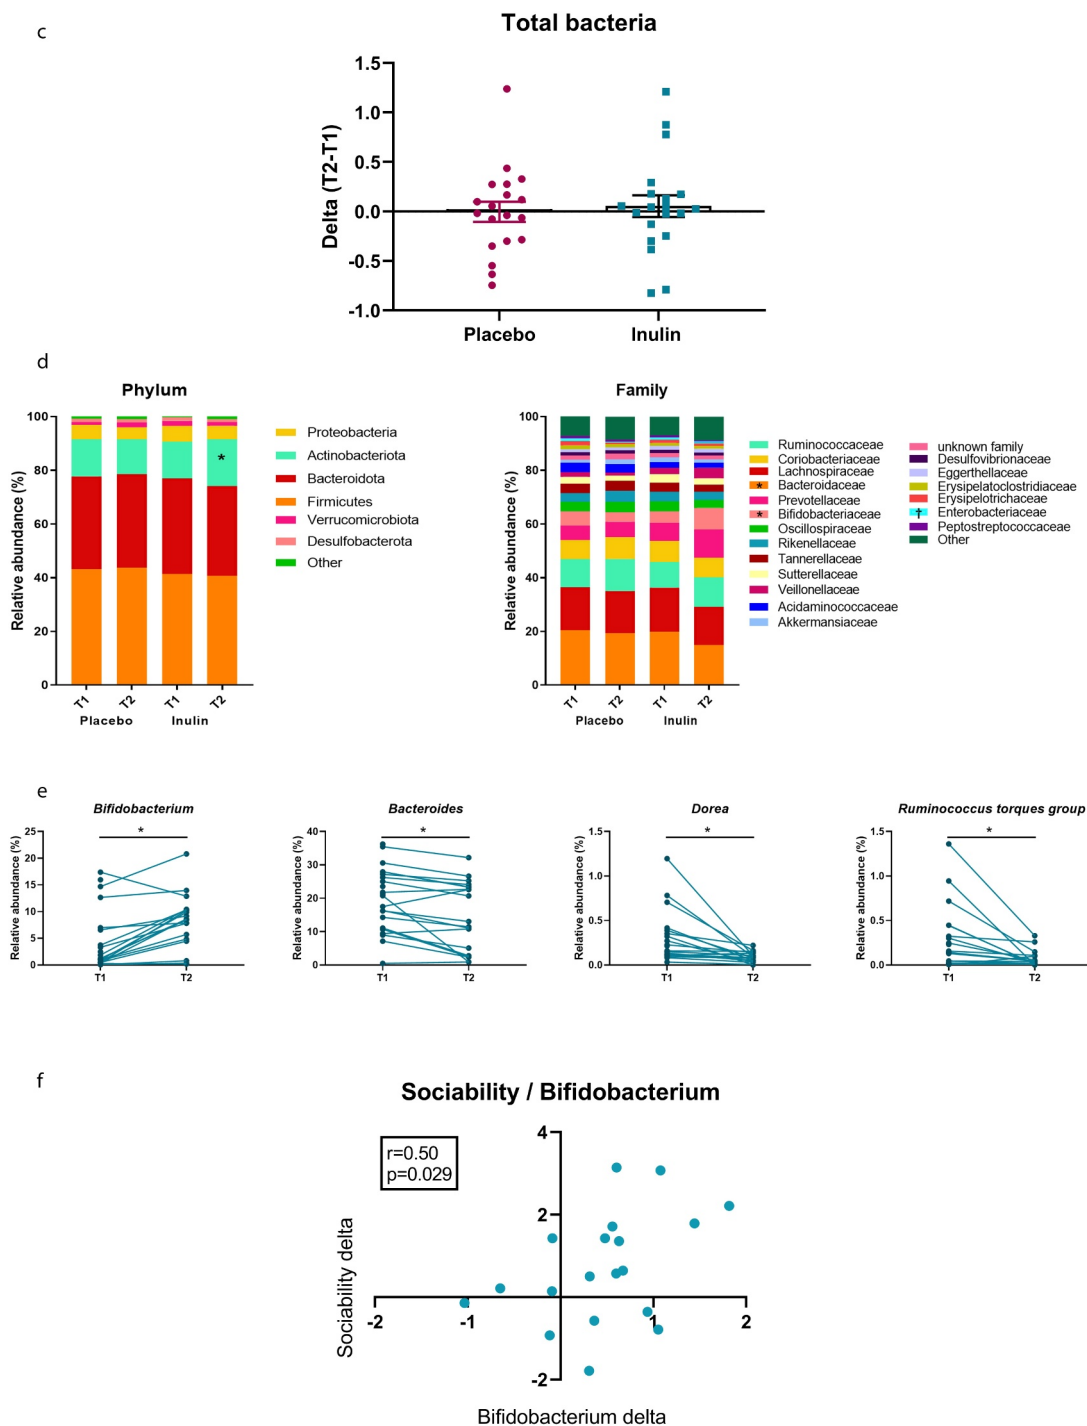 c
Total bacteria
Delta (T2-T1)
1.5
1.0
0.5
0.0
-0.5
-1.0
Placebo
Inulin
d
Phylum
Relative abundance (%)
100
80
60
40
20
0
*
T1
T2
T1
T2
Placebo
Inulin
Proteobacteria
Actinobacteriota
Bacteroidota
Firmicutes
Verrucomicrobiota
Desulfobacterota
Other
Family
Relative abundance (%)
100
80
60
40
20
0
T1
T2
T1
T2
Placebo
Inulin
Ruminococcaceae
Coriobacteriaceae
Lachnospiraceae
* Bacteroidaceae
Prevotellaceae
* Bifidobacteriaceae
Oscillospiraceae
Rikenellaceae
Tannerellaceae
Sutterellaceae
Veillonellaceae
Acidaminococcaceae
Akkermansiaceae
unknown family
Desulfovibrionaceae
Eggerthellaceae
Erysipelatoclostridiaceae
Erysipelotrichaceae
† Enterobacteriaceae
Peptostreptococcaceae
Other
e
Bifidobacterium
Relative abundance (%)
25
20
15
10
5
0
*
T1
T2
Bacteroides
Relative abundance (%)
40
30
20
10
0
*
T1
T2
Dorea
Relative abundance (%)
1.5
1.0
0.5
0.0
*
T1
T2
Ruminococcus torques group
Relative abundance (%)
1.5
1.0
0.5
0.0
*
T1
T2
f
Sociability / Bifidobacterium
r=0.50
p=0.029
Sociability delta
4
2
-2
-2
-1
1
2
Bifidobacterium delta